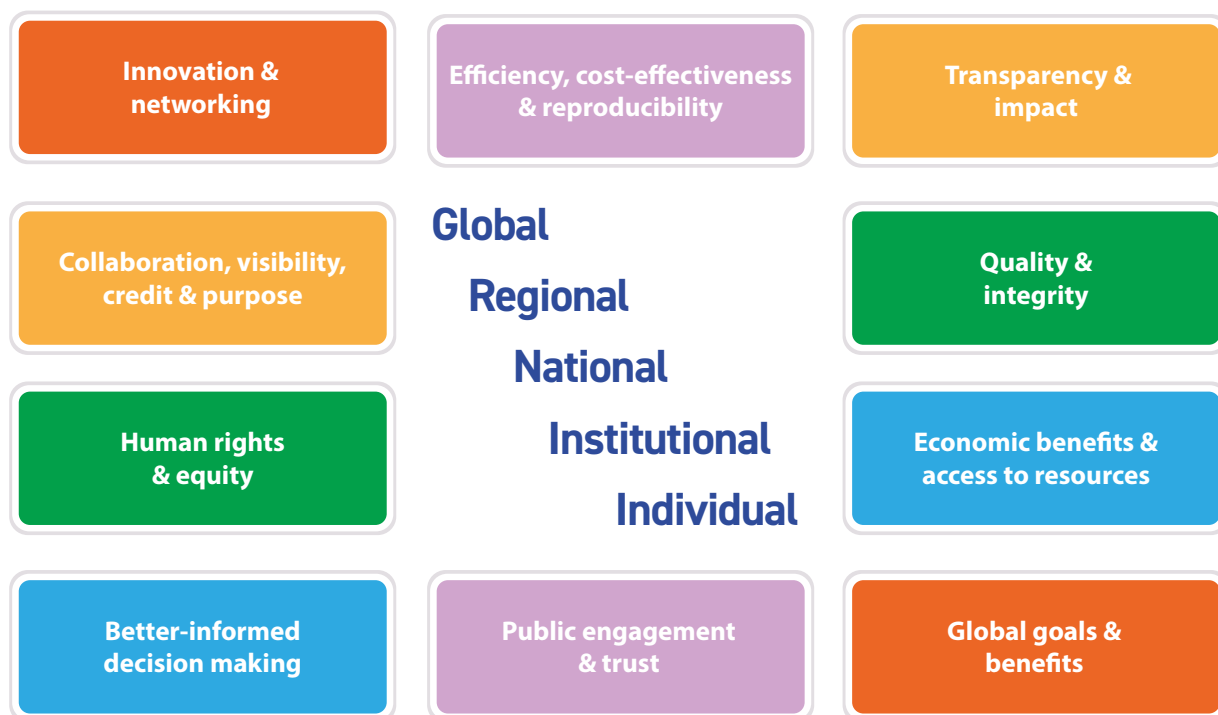 Innovation &
networking
Efficiency, cost-effectiveness
& reproducibility
Transparency &
impact
Collaboration, visibility,
credit & purpose
Global
Regional
National
Institutional
Individual
Quality &
integrity
Human rights
& equity
Economic benefits &
access to resources
Better-informed
decision making
Public engagement
& trust
Global goals &
benefits